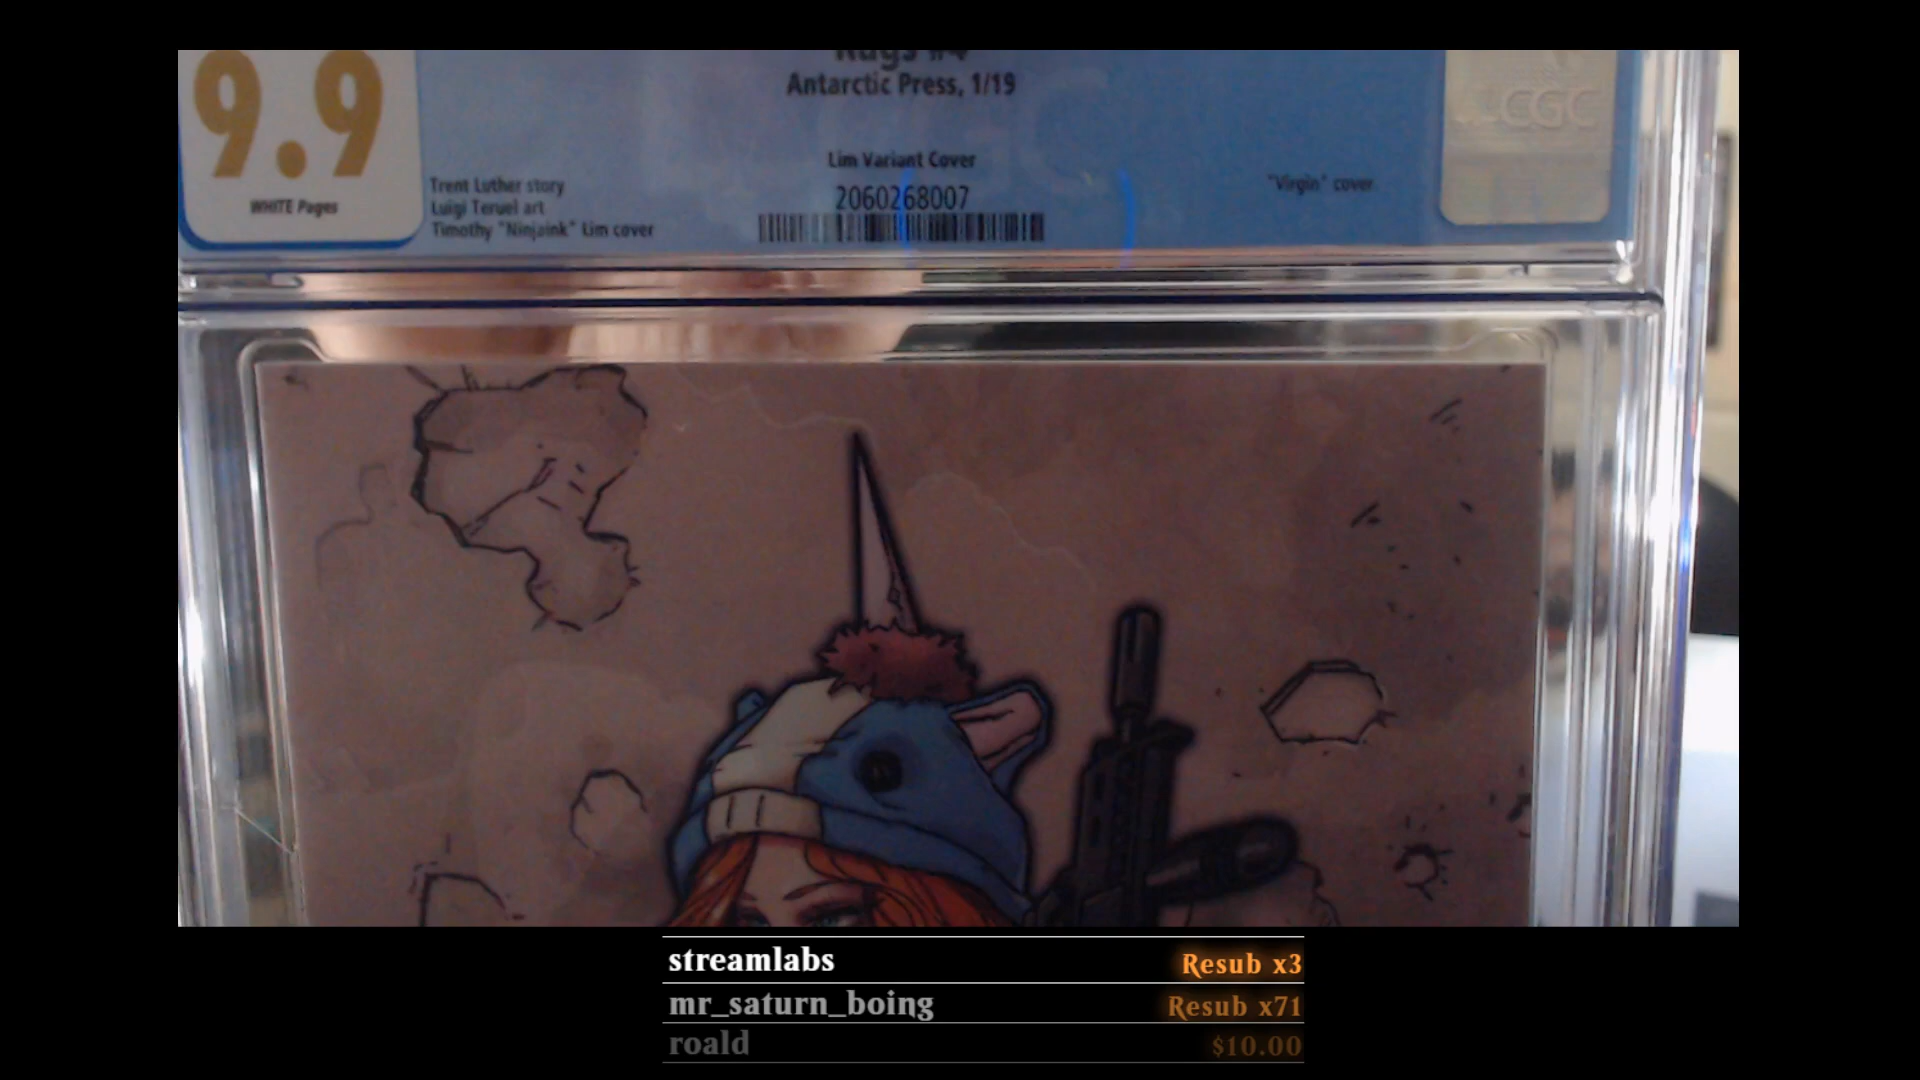 9.9
WHITE Pages
Antarctic Press, 1/19
Lim Variant Cover
2060268007
Trent Luther story
Luigi Teruel art
Timothy "Ninjaink" Lim cover
"Virgin" cover
CGC
streamlabs Resub x3
mr_saturn_boing Resub x71
roald $10.00